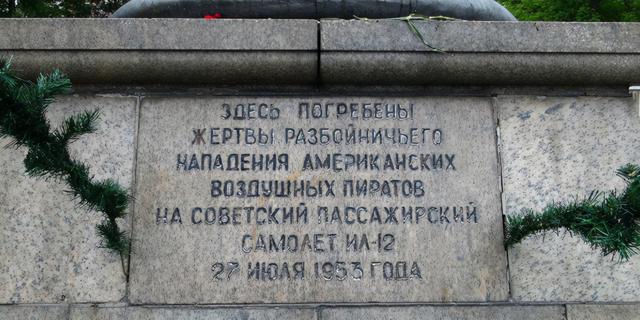 ЗДЕСЬ ПОГРЕБЕНЫ
ЖЕРТВЫ РАЗБОЙНИЧЬЕГО
НАПАДЕНИЯ АМЕРИКАНСКИХ
ВОЗДУШНЫХ ПИРАТОВ
НА СОВЕТСКИЙ ПАССАЖИРСКИЙ
САМОЛЕТ ИЛ-12
27 ИЮЛЯ 1953 ГОДА